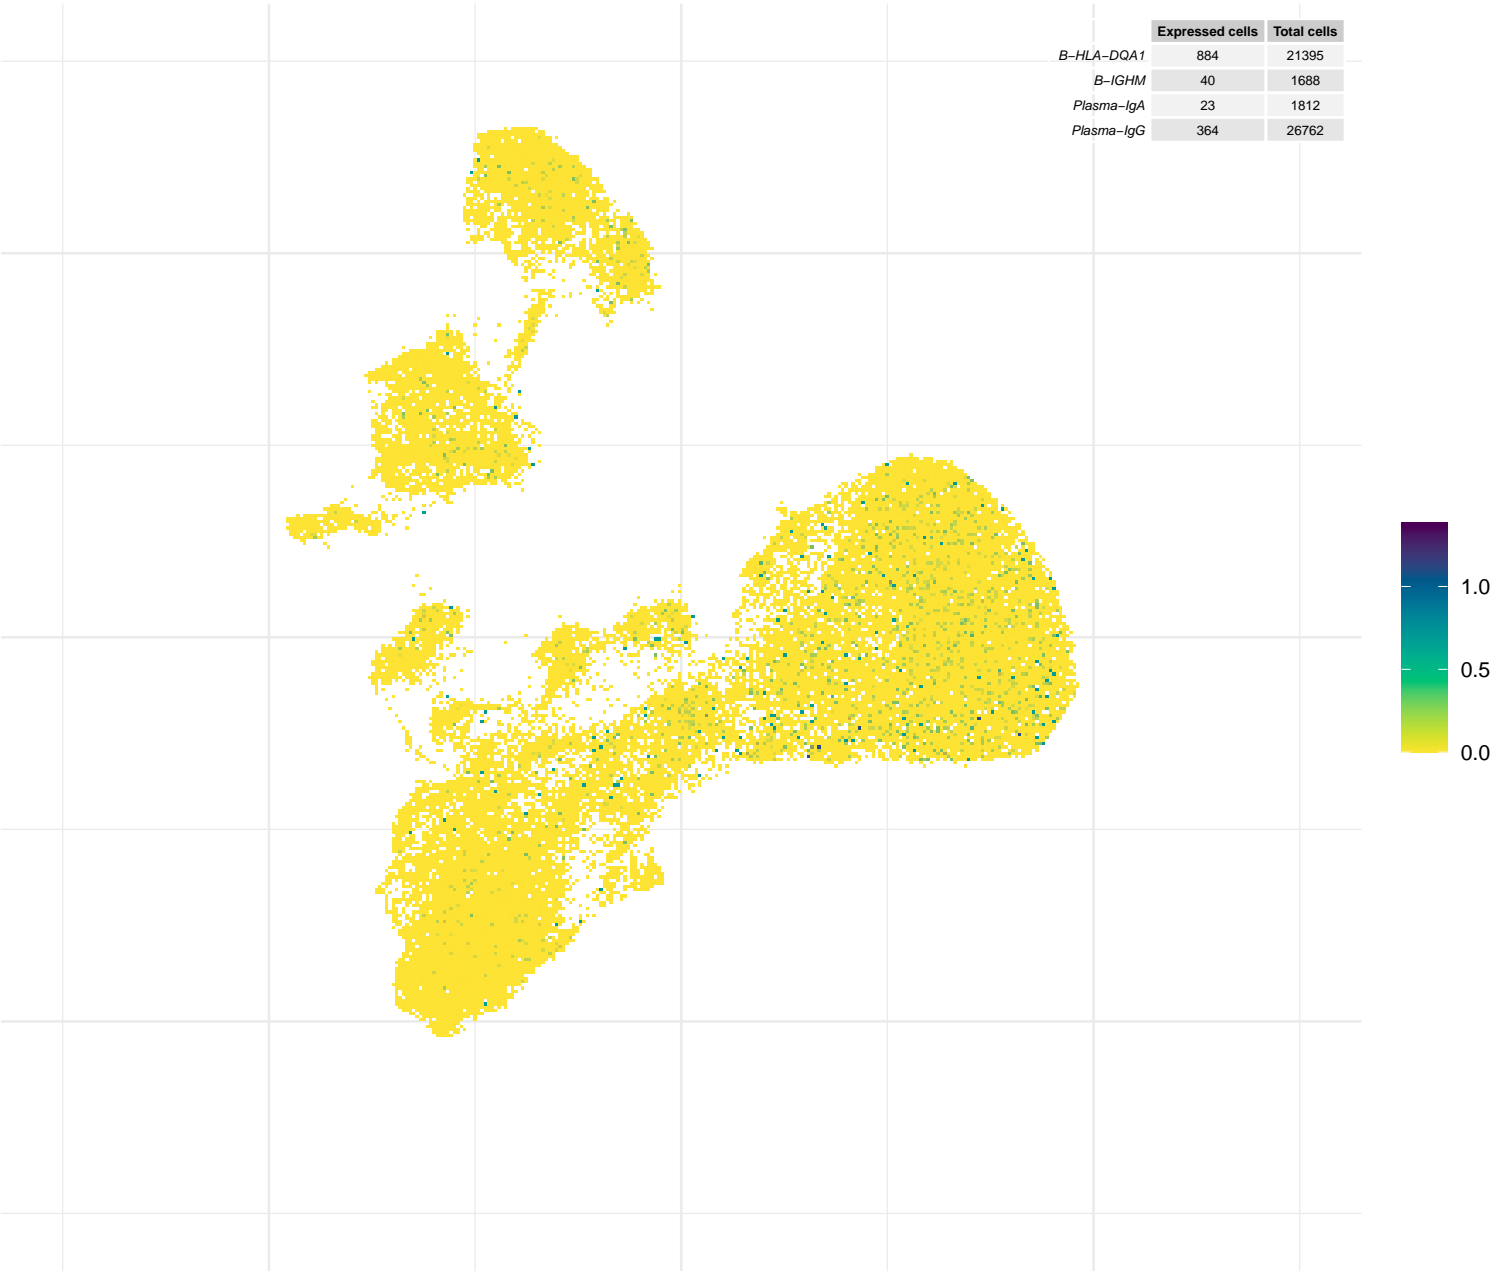 Expressed cells Total cells
B−HLA−DQA1 884 21395
B−IGHM 40 1688
Plasma−IgA 23 1812
Plasma−IgG 364 26762
1.0
0.5
0.0